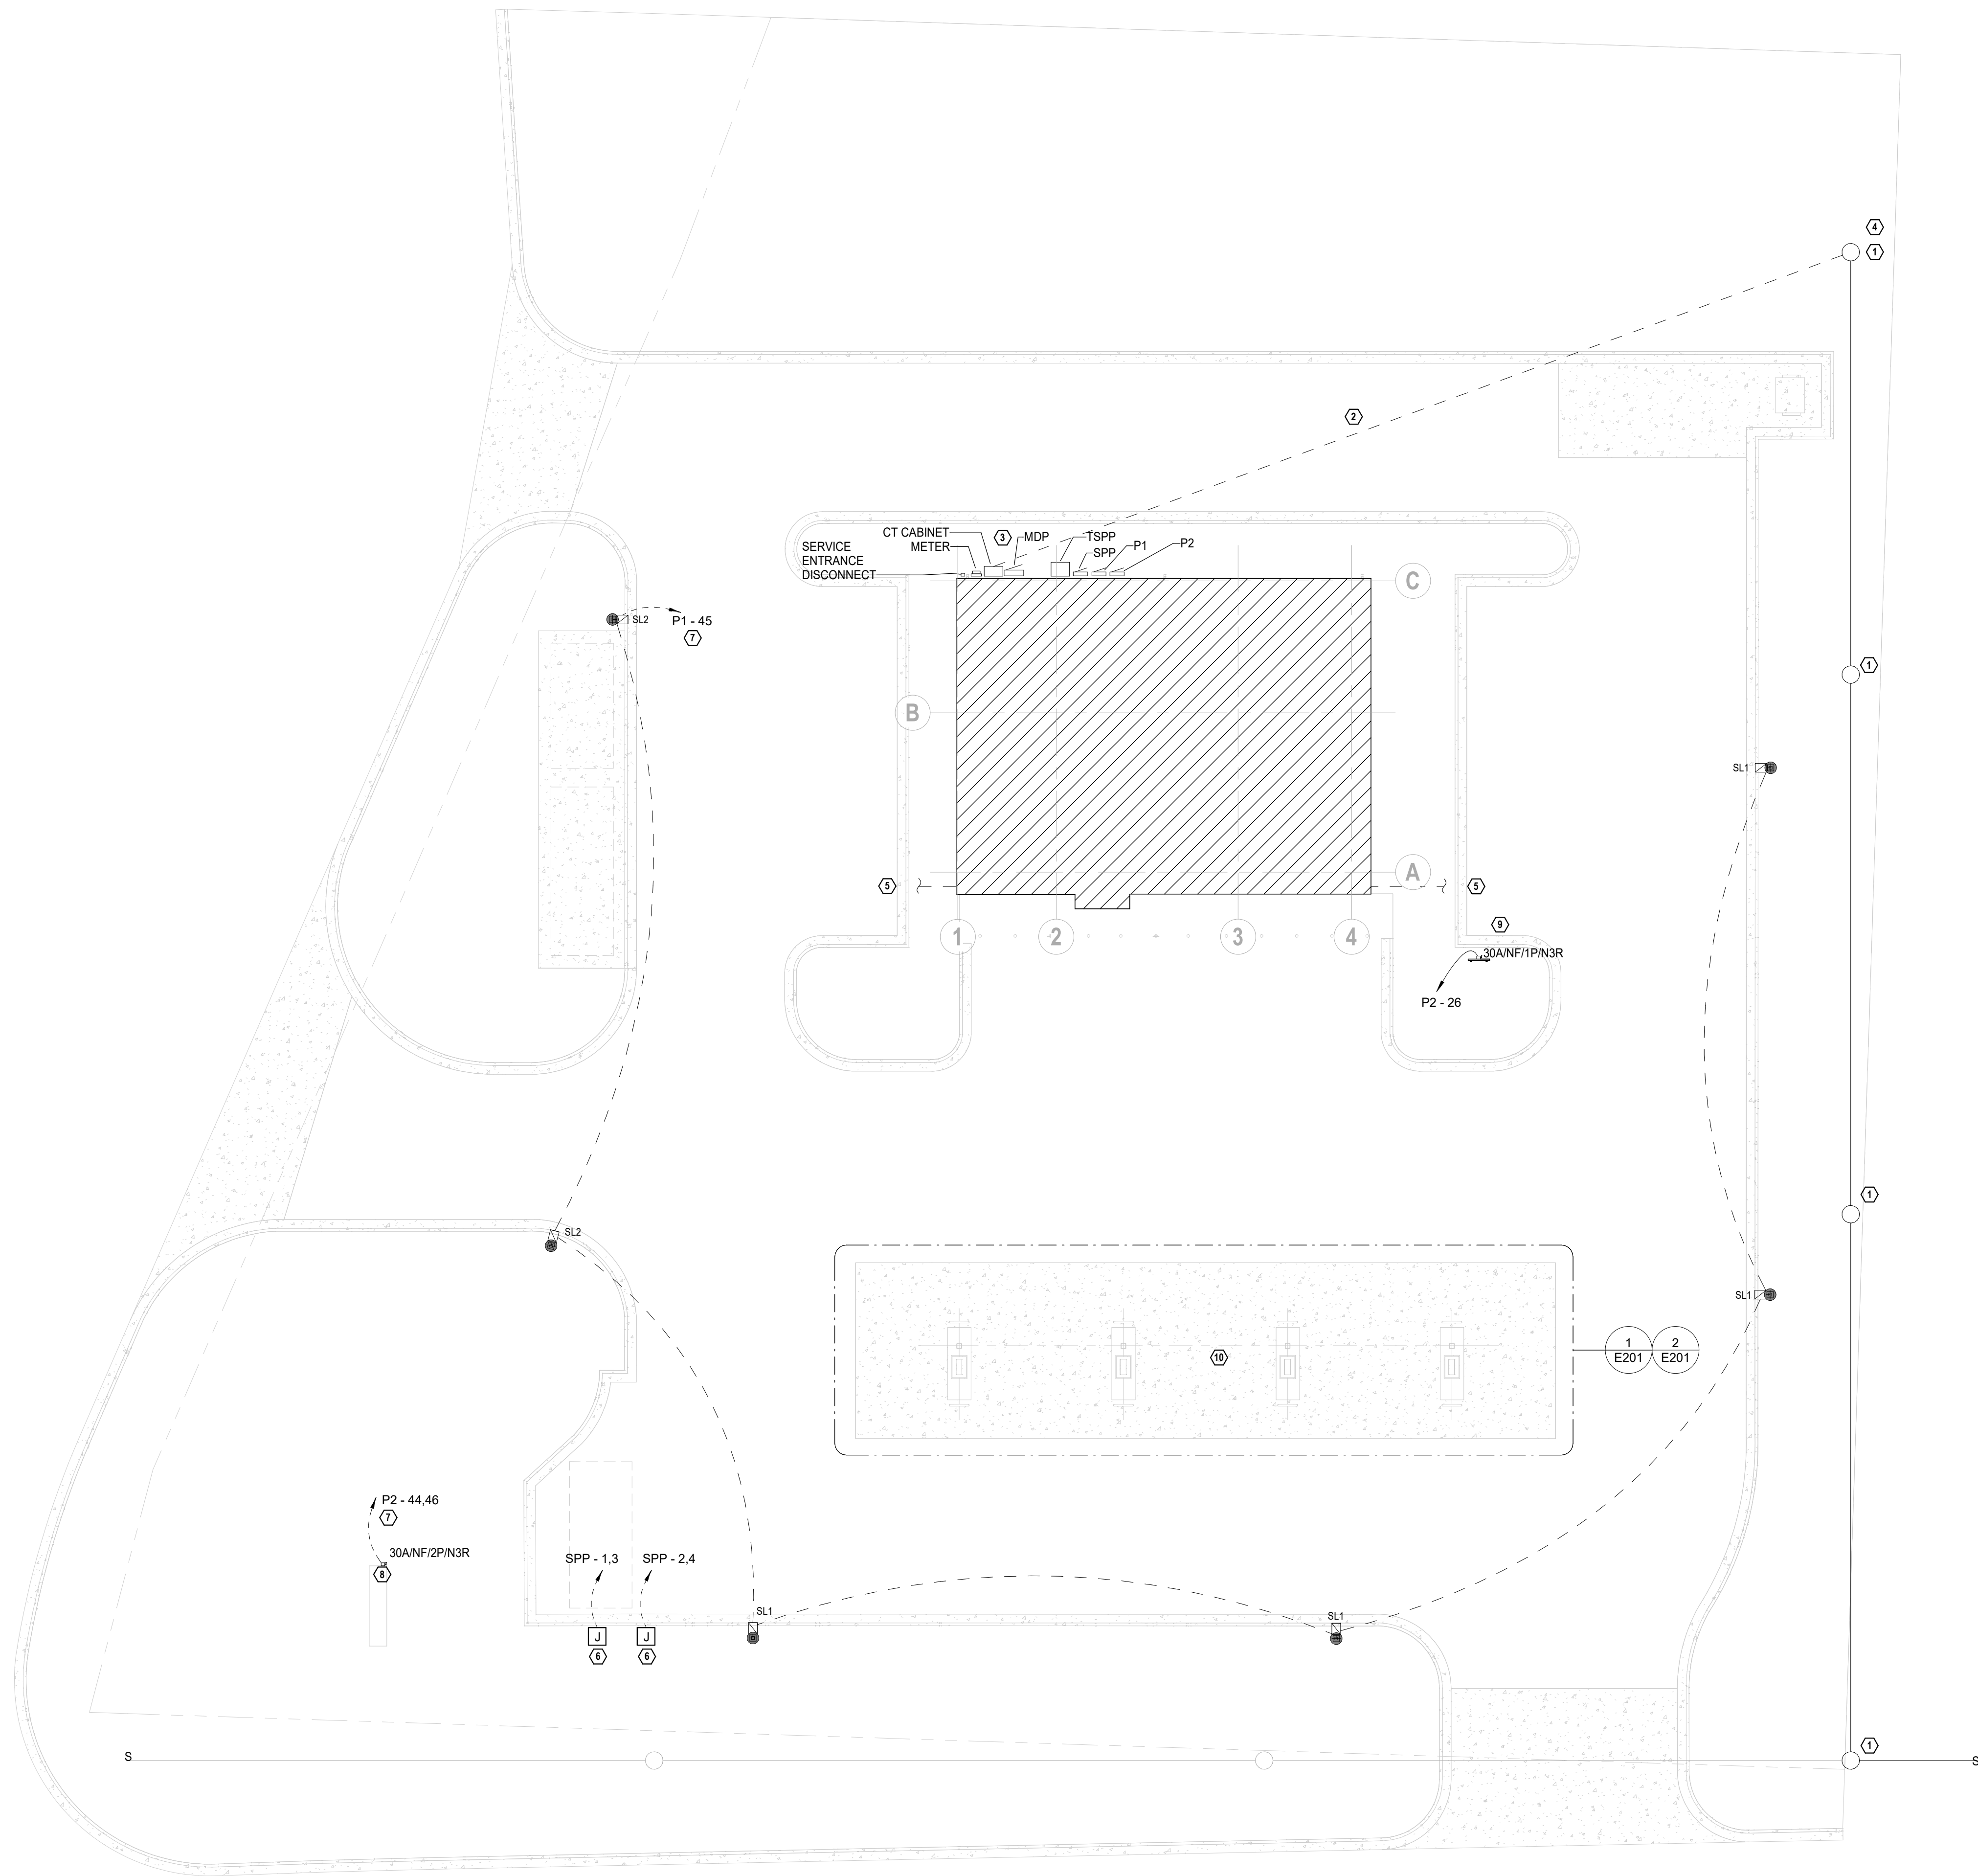 4
1
2
CT CABINET
3
MDP
TSPP
SERVICE
ENTRANCE
DISCONNECT
METER
SPP
P1
P2
C
SL2
P1 - 45
7
1
B
SL1
A
5
5
9
1
2
3
4
30A/NF/1P/N3R
P2 - 26
1
SL2
SL1
1
E201
2
E201
10
P2 - 44,46
7
30A/NF/2P/N3R
8
SPP - 1,3
SPP - 2,4
SL1
SL1
J
J
6
6
1
S
S